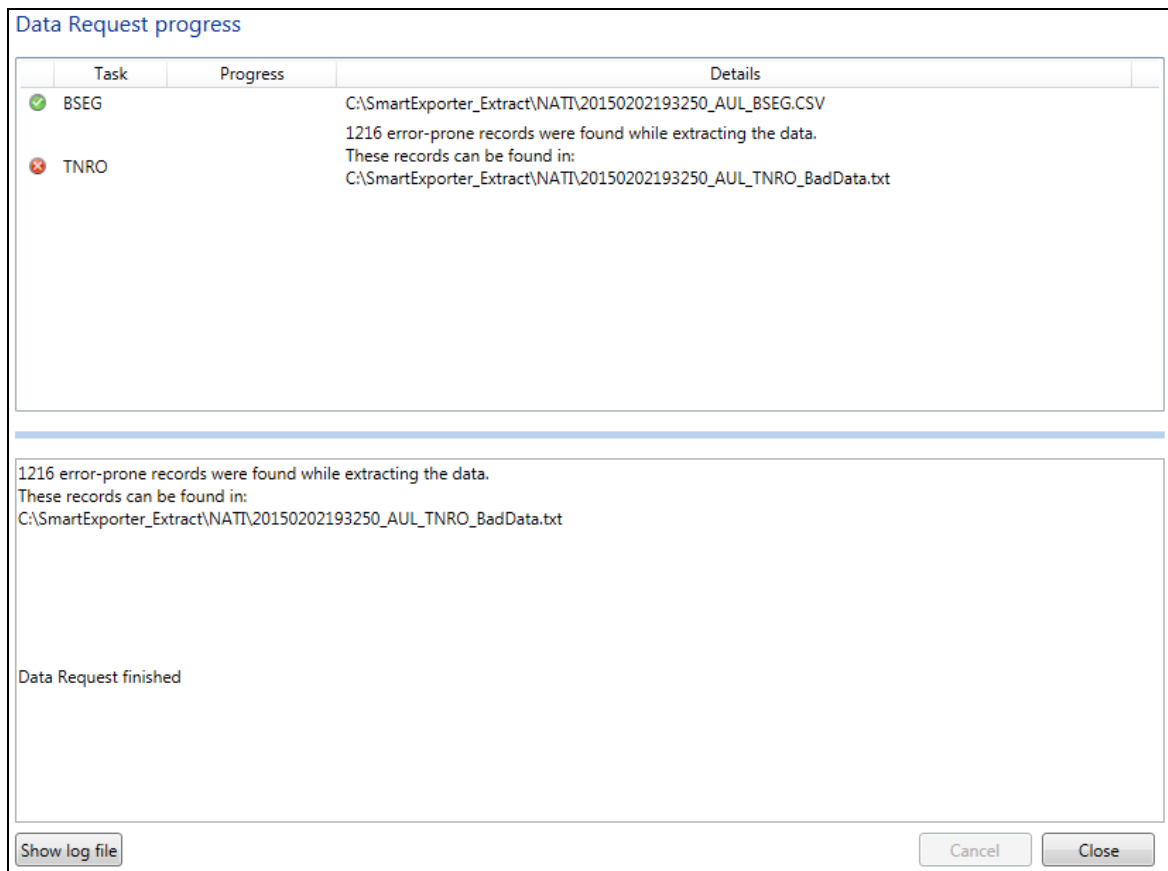 Data Request progress
Task Progress Details
BSEG C:\SmartExporter_Extract\NATI\20150202193250_AUL_BSEG.CSV
1216 error-prone records were found while extracting the data.
These records can be found in:
TNRO C:\SmartExporter_Extract\NATI\20150202193250_AUL_TNRO_BadData.txt
1216 error-prone records were found while extracting the data.
These records can be found in:
C:\SmartExporter_Extract\NATI\20150202193250_AUL_TNRO_BadData.txt
Data Request finished
Show log file Cancel Close